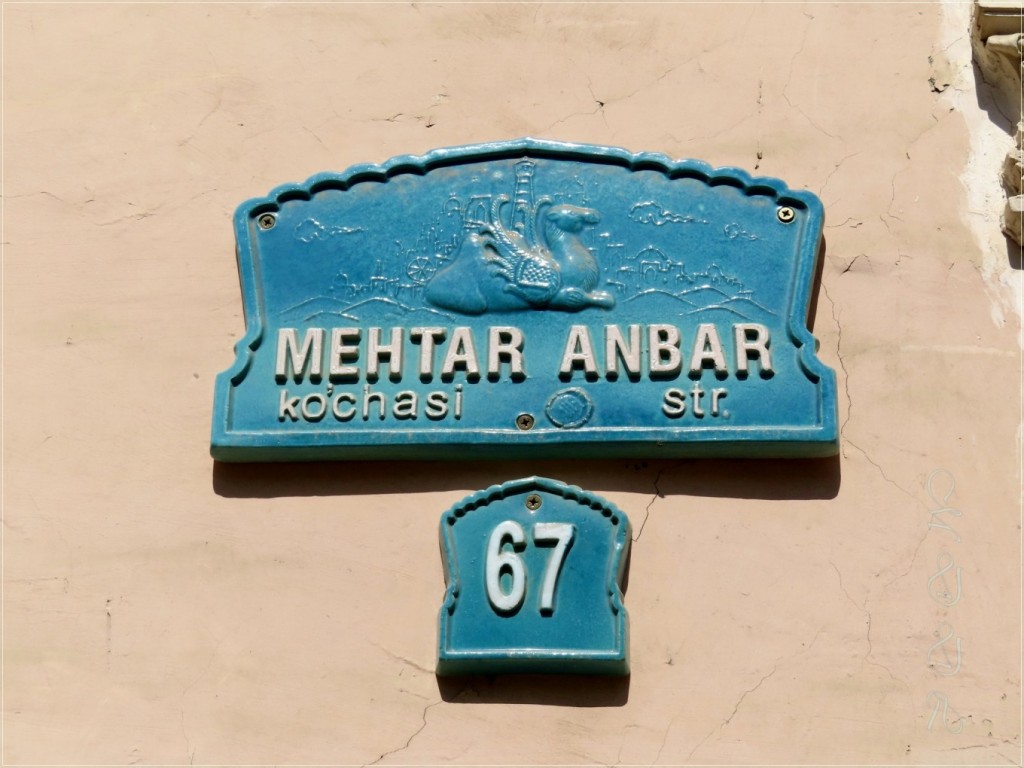 MEHTAR ANBAR
ko'chasi str.
67